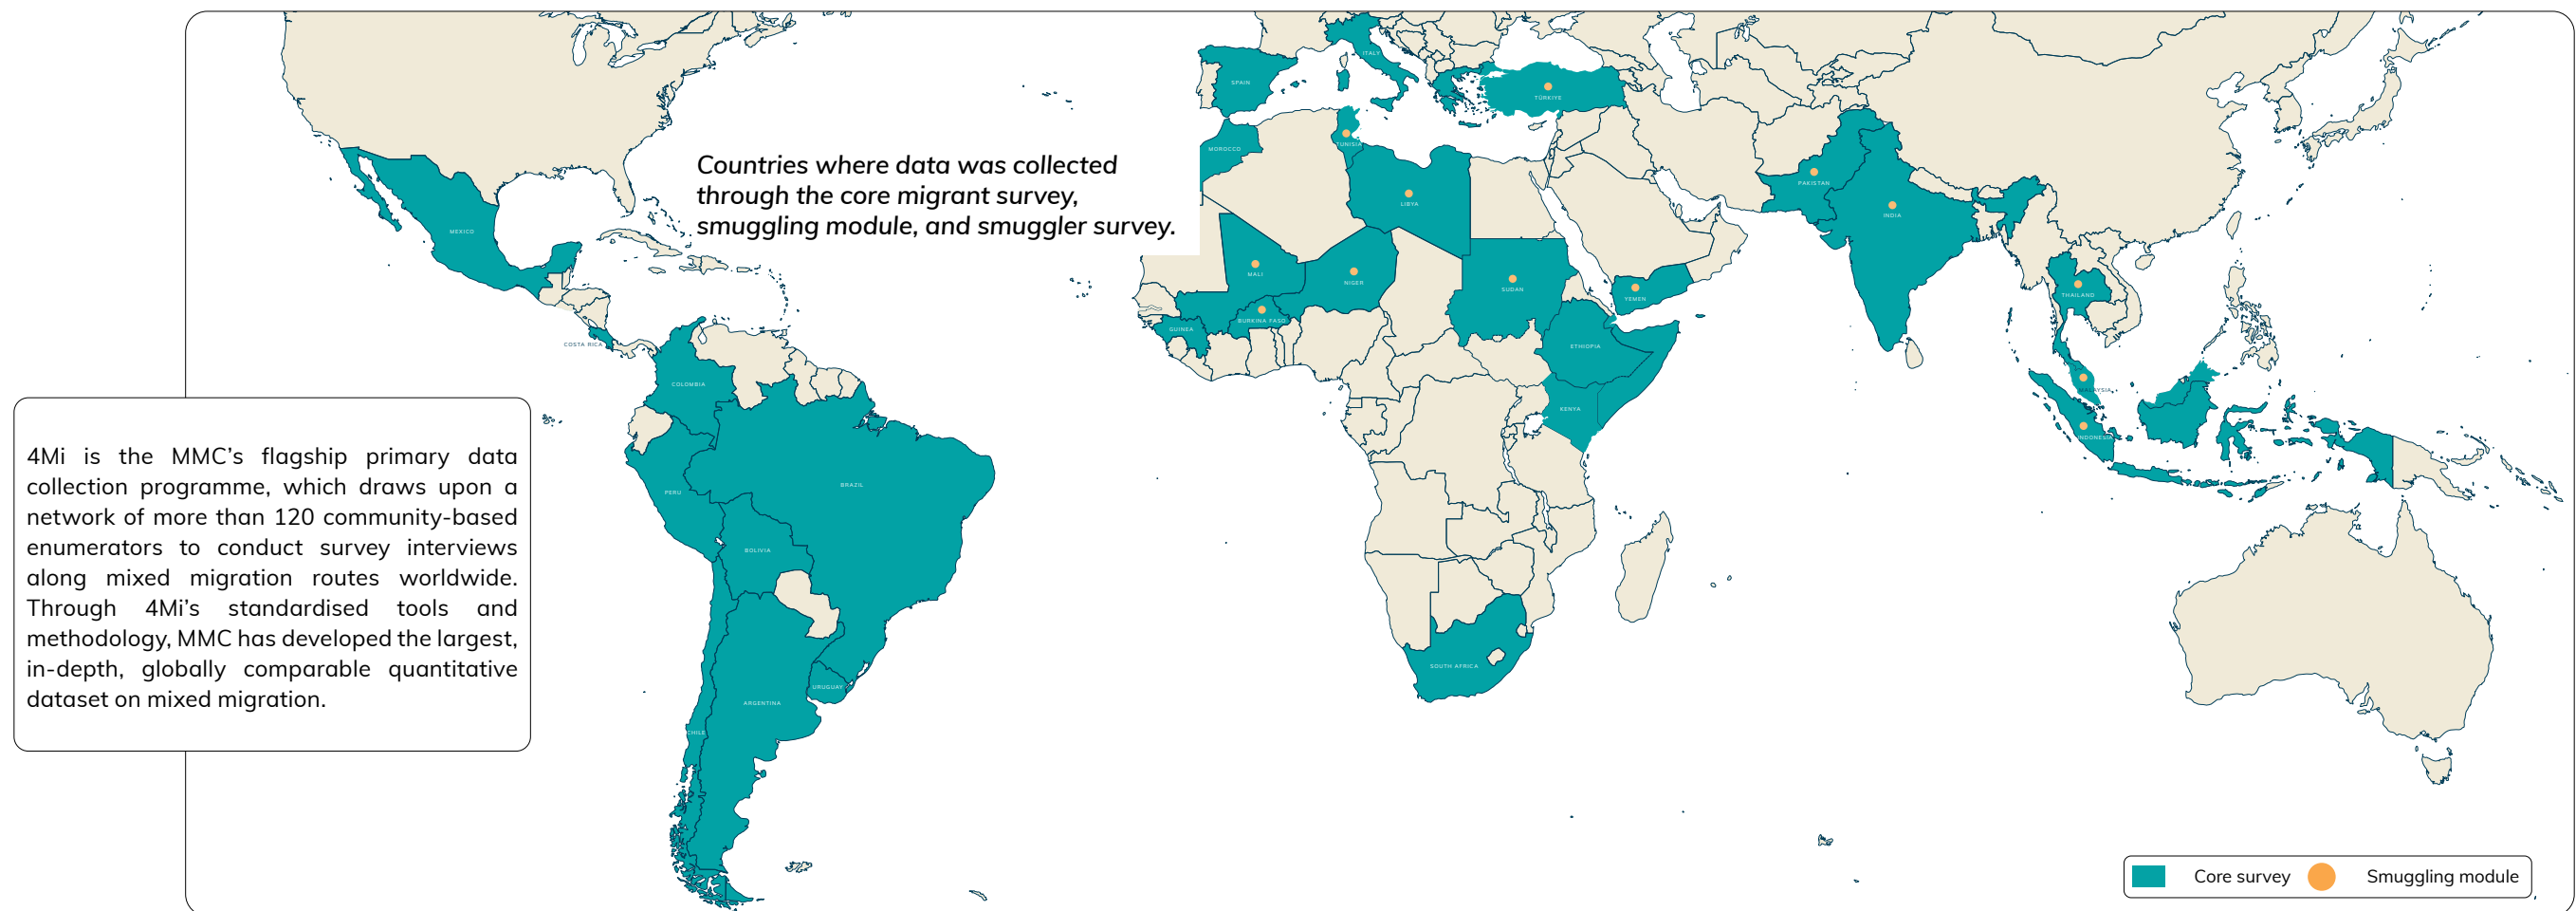 Countries where data was collected
through the core migrant survey,
smuggling module, and smuggler survey.
4Mi is the MMC’s flagship primary data
collection programme, which draws upon a
network of more than 120 community-based
enumerators to conduct survey interviews
along mixed migration routes worldwide.
Through 4Mi’s standardised tools and
methodology, MMC has developed the largest,
in-depth, globally comparable quantitative
dataset on mixed migration.
MEXICO
COSTA RICA
COLOMBIA
PERU
BRAZIL
BOLIVIA
URUGUAY
ARGENTINA
CHILE
ITALY
SPAIN
TÜRKIYE
TUNISIA
MOROCCO
LIBYA
MALI
NIGER
SUDAN
YEMEN
BURKINA FASO
GUINEA
ETHIOPIA
KENYA
SOUTH AFRICA
PAKISTAN
INDIA
THAILAND
MALAYSIA
INDONESIA
Core survey
Smuggling module